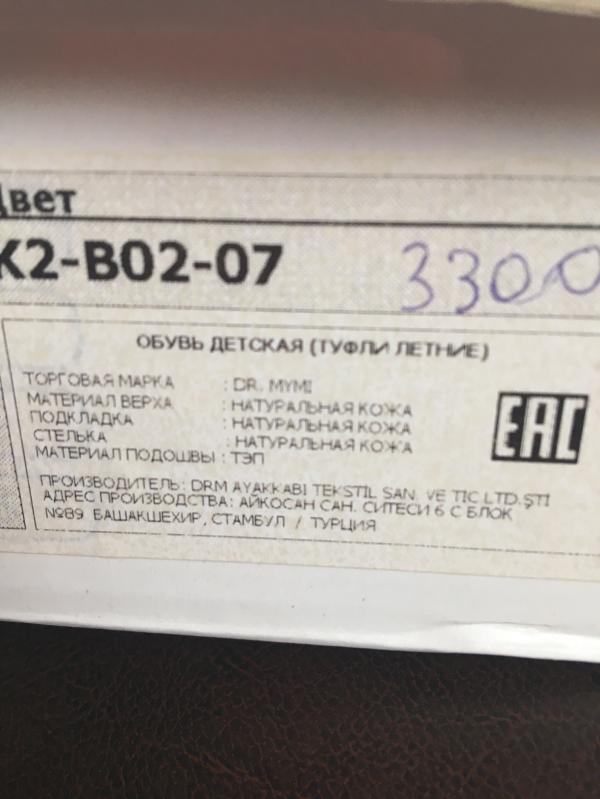 Цвет
K2-B02-07
3300
ОБУВЬ ДЕТСКАЯ (ТУФЛИ ЛЕТНИЕ)
ТОРГОВАЯ МАРКА : DR. MYMI
МАТЕРИАЛ ВЕРХА : НАТУРАЛЬНАЯ КОЖА
ПОДКЛАДКА : НАТУРАЛЬНАЯ КОЖА
СТЕЛЬКА : НАТУРАЛЬНАЯ КОЖА
МАТЕРИАЛ ПОДОШВЫ : ТЭП
EAC
ПРОИЗВОДИТЕЛЬ: DRM AYAKKABI TEKSTİL SAN. VE TIC LTD.ŞTİ
АДРЕС ПРОИЗВОДСТВА: АЙКОСАН САН. СИТЕСИ 6 С БЛОК
№89 БАШАКШЕХИР, СТАМБУЛ / ТУРЦИЯ